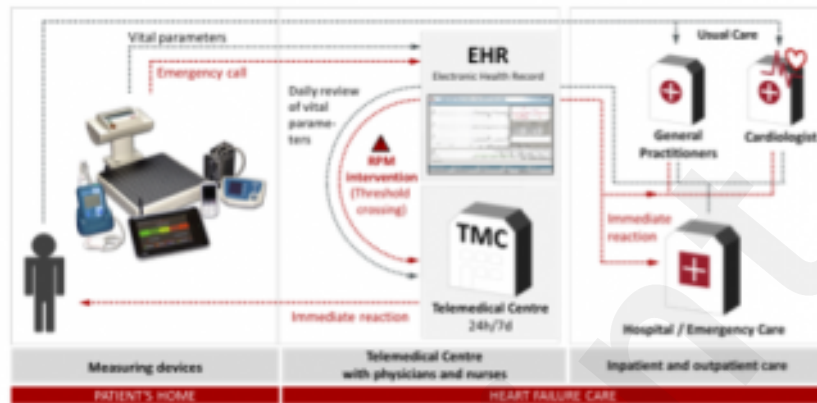 Vital parameters
Emergency call
EHR
Electronic Health Record
Daily review
of vital
parame-
ters
RPM
intervention
(Threshold
crossing)
Usual Care
General
Practitioners
Cardiologist
TMC
Immediate
reaction
Immediate reaction
Telemedical Centre
24h/7d
Hospital / Emergency Care
Measuring devices
Telemedical Centre
with physicians and nurses
Inpatient and outpatient care
PATIENT'S HOME
HEART FAILURE CARE